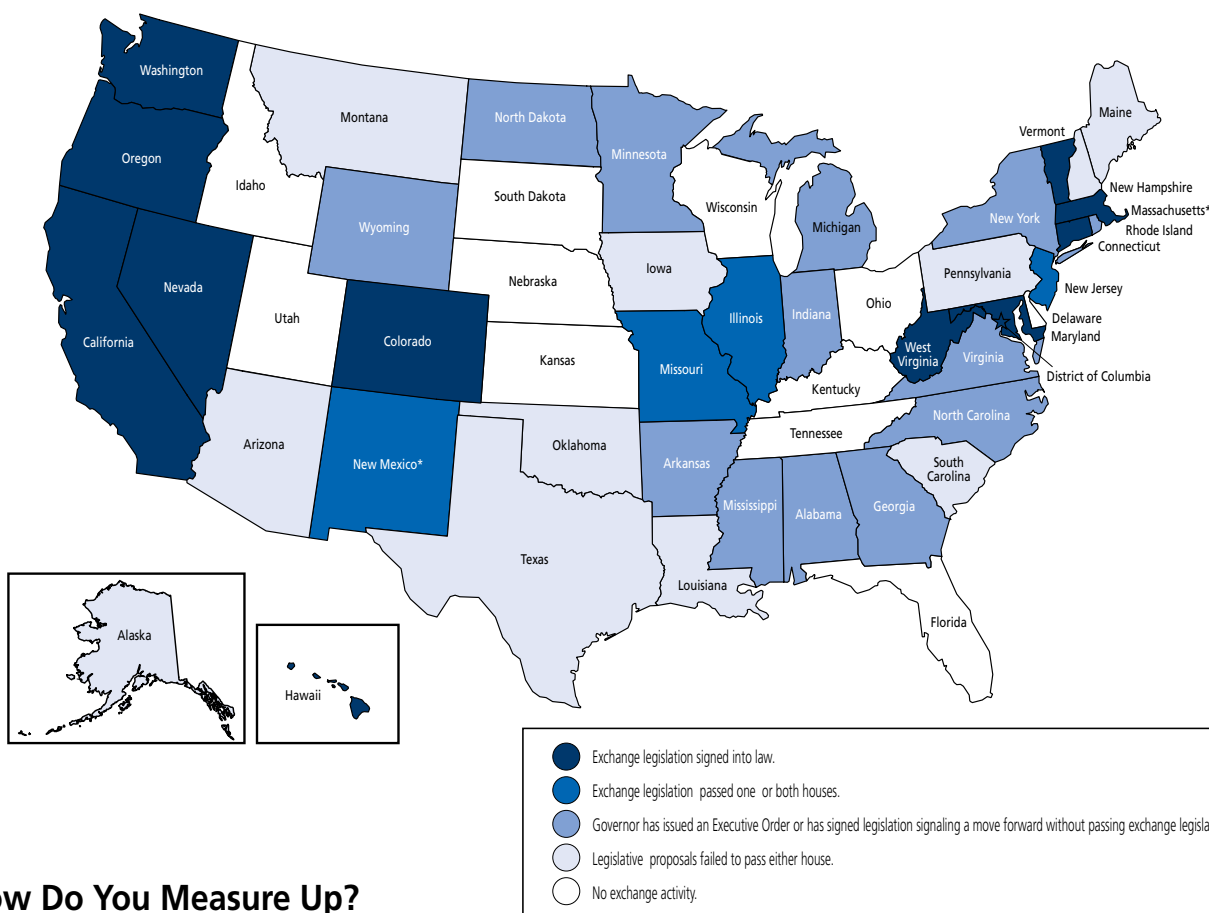 Washington
Oregon
California
Nevada
Idaho
Montana
Wyoming
Utah
Colorado
Arizona
New Mexico*
North Dakota
South Dakota
Nebraska
Kansas
Oklahoma
Texas
Minnesota
Iowa
Missouri
Arkansas
Louisiana
Wisconsin
Illinois
Michigan
Indiana
Ohio
Kentucky
Tennessee
Mississippi
Alabama
Georgia
Florida
South
Carolina
North Carolina
Virginia
West
Virginia
Pennsylvania
New York
Vermont
Maine
New Hampshire
Massachusetts*
Rhode Island
Connecticut
New Jersey
Delaware
Maryland
District of Columbia
Alaska
Hawaii
Exchange legislation signed into law.
Exchange legislation passed one or both houses.
Governor has issued an Executive Order or has signed legislation signaling a move forward without passing exchange legisla
Legislative proposals failed to pass either house.
No exchange activity.
ow Do You Measure Up?